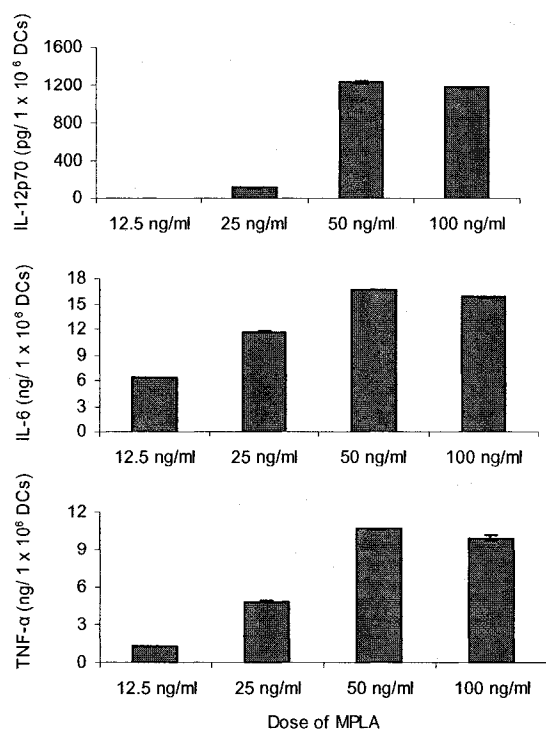 IL-12p70 (pg/ 1 x 10⁶ DCs)
1600
1200
800
400
0
12.5 ng/ml 25 ng/ml 50 ng/ml 100 ng/ml
IL-6 (ng/ 1 x 10⁶ DCs)
18
15
12
9
6
3
0
12.5 ng/ml 25 ng/ml 50 ng/ml 100 ng/ml
TNF-α (ng/ 1 x 10⁶ DCs)
12
9
6
3
0
12.5 ng/ml 25 ng/ml 50 ng/ml 100 ng/ml
Dose of MPLA